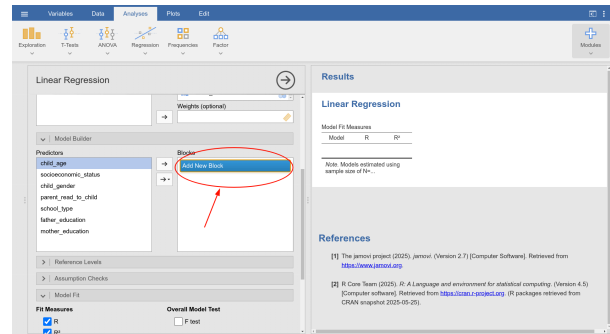 Variables Data Analyses Plots Edit
Exploration T-Tests ANOVA Regression Frequencies Factor Modules
Linear Regression
Weights (optional)
Model Builder
Predictors
Blocks
child_age
socioeconomic_status
child_gender
parent_read_to_child
school_type
father_education
mother_education
Add New Block
Reference Levels
Assumption Checks
Model Fit
Fit Measures
Overall Model Test
R
F test
R²
Results
Linear Regression
Model Fit Measures
Model R R²
Note. Models estimated using
sample size of N=...
References
[1] The jamovi project (2025). jamovi. (Version 2.7) [Computer Software]. Retrieved from
https://www.jamovi.org.
[2] R Core Team (2025). R: A Language and environment for statistical computing. (Version 4.5)
[Computer software]. Retrieved from https://cran.r-project.org. (R packages retrieved from
CRAN snapshot 2025-05-25).